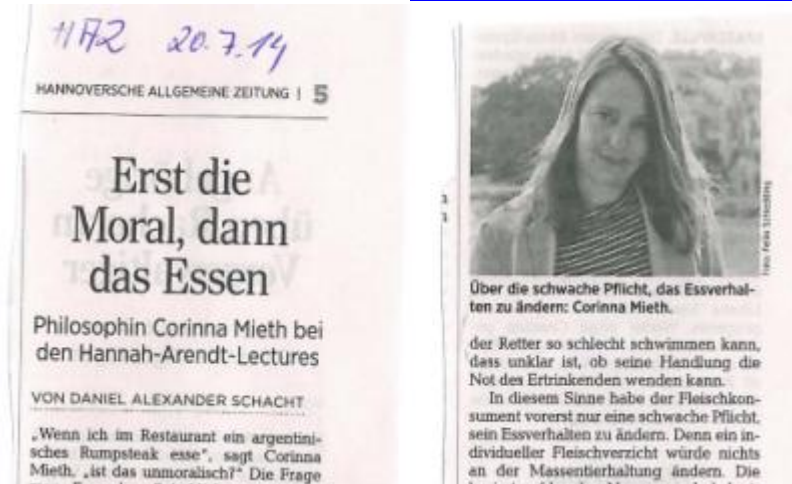 HAZ 20.7.14
HANNOVERSCHE ALLGEMEINE ZEITUNG | 5
Erst die
Moral, dann
das Essen
Philosophin Corinna Mieth bei
den Hannah-Arendt-Lectures
VON DANIEL ALEXANDER SCHACHT
„Wenn ich im Restaurant ein argentini-
sches Rumpsteak esse“, sagt Corinna
Mieth, „ist das unmoralisch?“ Die Frage
Foto: Felix Schledding
Über die schwache Pflicht, das Essverhal-
ten zu ändern: Corinna Mieth.
der Retter so schlecht schwimmen kann,
dass unklar ist, ob seine Handlung die
Not des Ertrinkenden wenden kann.
In diesem Sinne habe der Fleischkon-
sument vorerst nur eine schwache Pflicht,
sein Essverhalten zu ändern. Denn ein in-
dividueller Fleischverzicht würde nichts
an der Massentierhaltung ändern. Die